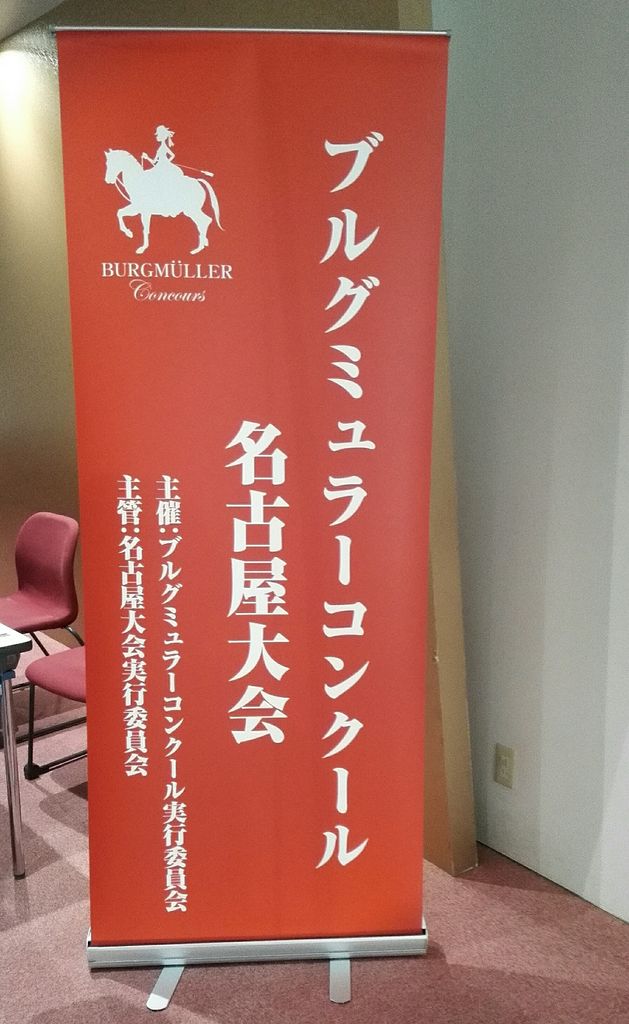 BURGMÜLLER
Concours
ブルグミュラーコンクール
名古屋大会
主催:ブルグミュラーコンクール実行委員会
主管:名古屋大会実行委員会